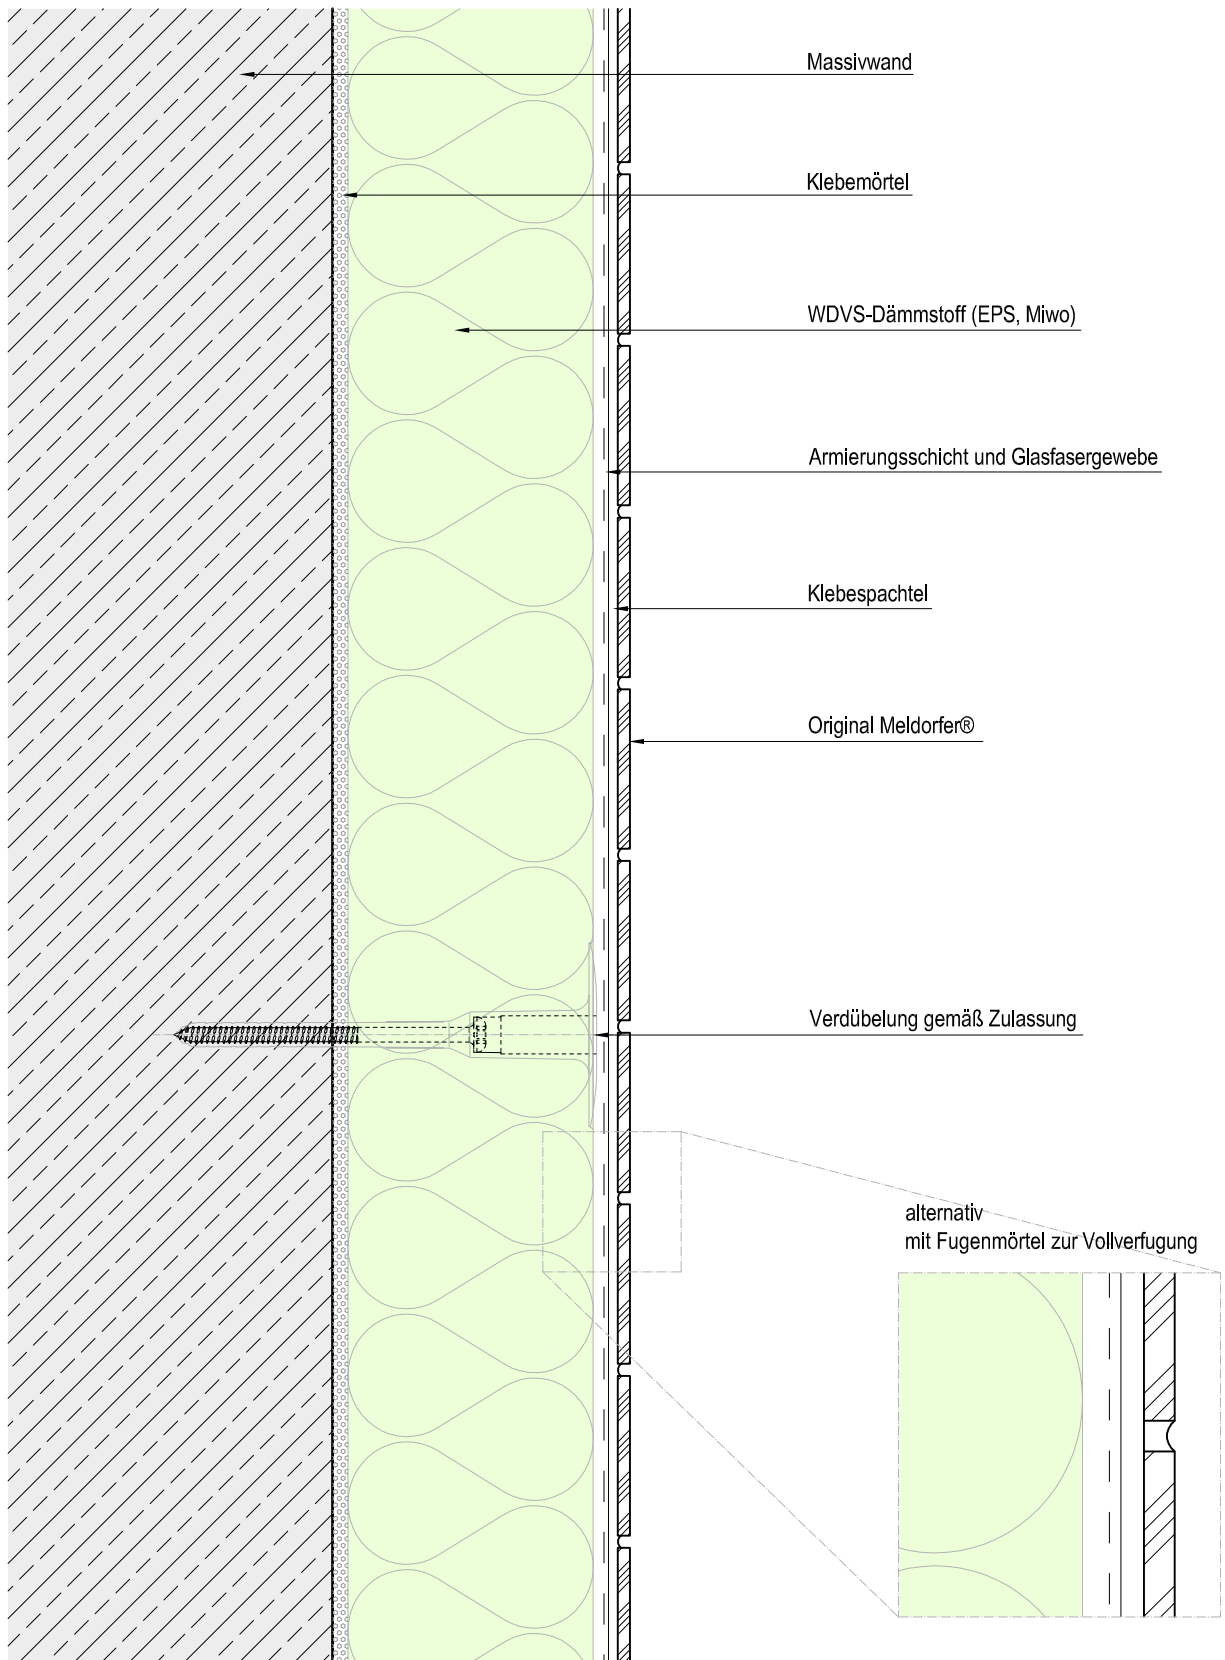 Massivwand
Klebemörtel
WDVS-Dämmstoff (EPS, Miwo)
Armierungsschicht und Glasfasergewebe
Klebespachtel
Original Meldorfer®
Verdübelung gemäß Zulassung
alternativ
mit Fugenmörtel zur Vollverfugung